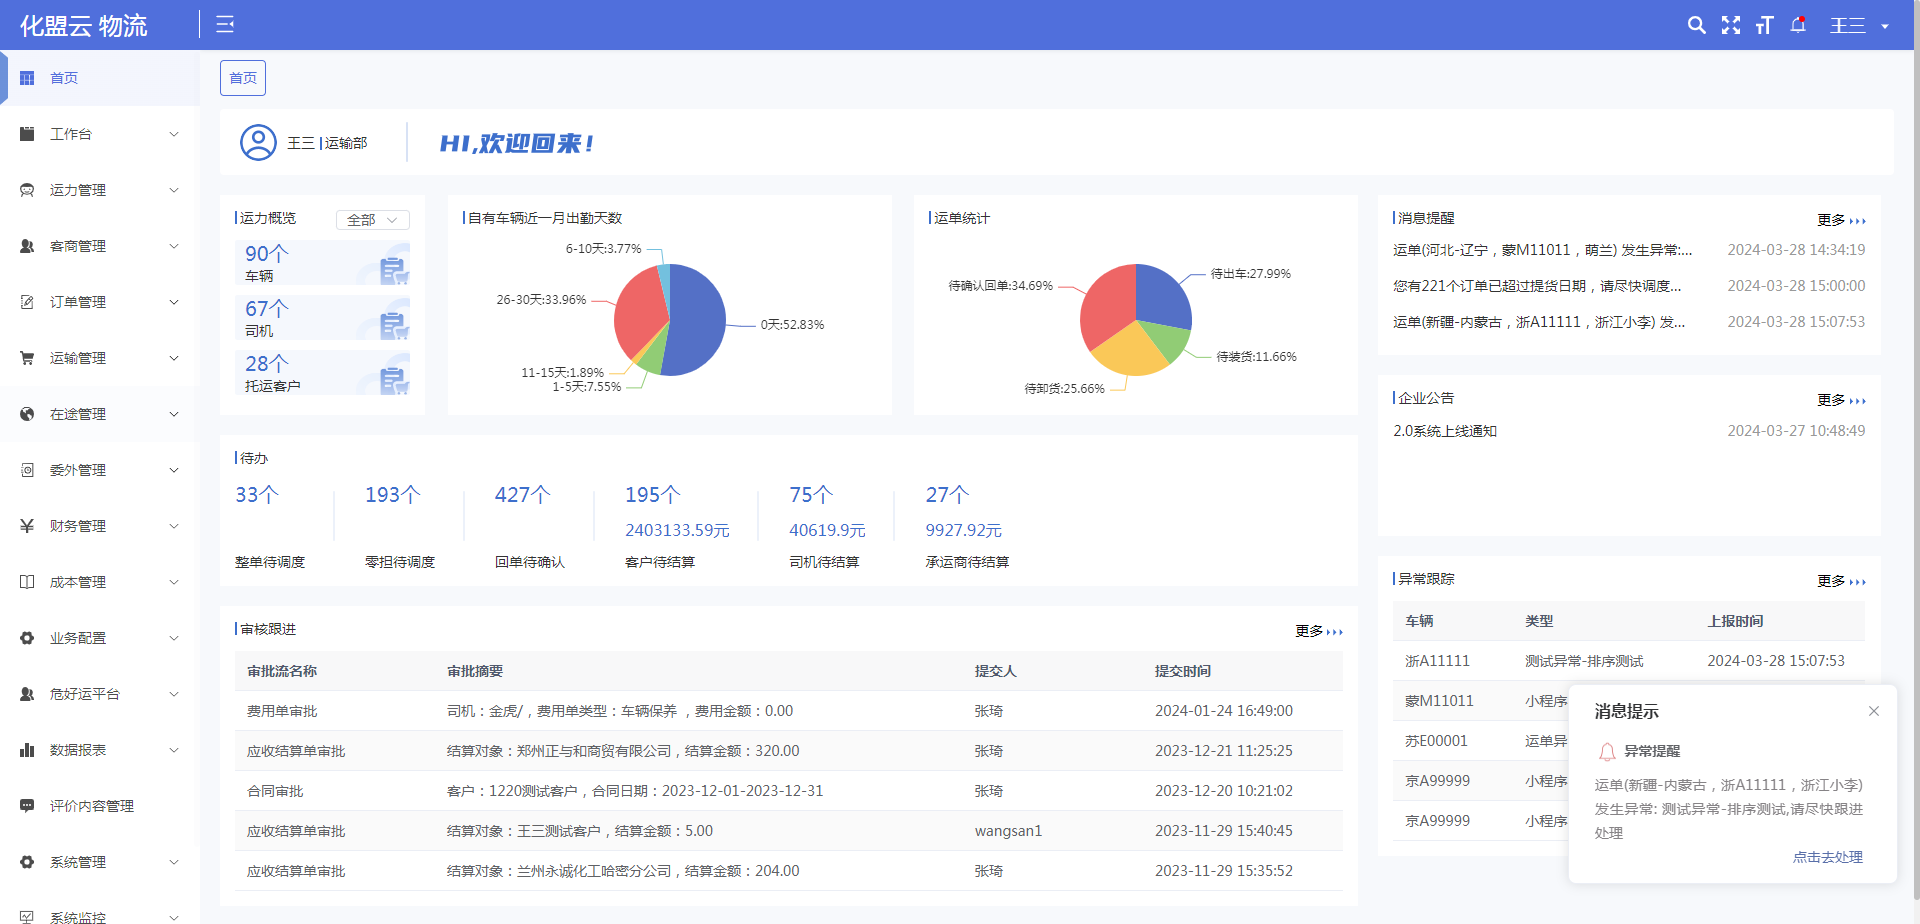 化盟云 物流
王三
首页
工作台
运力管理
客商管理
订单管理
运输管理
在途管理
委外管理
财务管理
成本管理
业务配置
危好运平台
数据报表
评价内容管理
系统管理
系统监控
首页
王三 | 运输部
HI,欢迎回来!
运力概览
全部
90个
车辆
67个
司机
28个
托运客户
自有车辆近一月出勤天数
6-10天:3.77%
26-30天:33.96%
0天:52.83%
11-15天:1.89%
1-5天:7.55%
运单统计
待出车:27.99%
待确认回单:34.69%
待装货:11.66%
待卸货:25.66%
消息提醒
更多
运单(河北-辽宁，蒙M11011，萌兰) 发生异常:... 2024-03-28 14:34:19
您有221个订单已超过提货日期，请尽快调度... 2024-03-28 15:00:00
运单(新疆-内蒙古，浙A11111，浙江小李) 发... 2024-03-28 15:07:53
企业公告
更多
2.0系统上线通知 2024-03-27 10:48:49
待办
33个
整单待调度
193个
零担待调度
427个
回单待确认
195个
2403133.59元
客户待结算
75个
40619.9元
司机待结算
27个
9927.92元
承运商待结算
审核跟进
更多
审批流名称 审批摘要 提交人 提交时间
费用单审批 司机：金虎/，费用单类型：车辆保养 ，费用金额：0.00 张琦 2024-01-24 16:49:00
应收结算单审批 结算对象：郑州正与和商贸有限公司，结算金额：320.00 张琦 2023-12-21 11:25:25
合同审批 客户：1220测试客户，合同日期：2023-12-01-2023-12-31 张琦 2023-12-20 10:21:02
应收结算单审批 结算对象：王三测试客户，结算金额：5.00 wangsan1 2023-11-29 15:40:45
应收结算单审批 结算对象：兰州永诚化工哈密分公司，结算金额：204.00 张琦 2023-11-29 15:35:52
异常跟踪
更多
车辆 类型 上报时间
浙A11111 测试异常-排序测试 2024-03-28 15:07:53
蒙M11011 小程序
苏E00001 运单异
京A99999 小程序
京A99999 小程序
消息提示
异常提醒
运单(新疆-内蒙古，浙A11111，浙江小李)
发生异常: 测试异常-排序测试,请尽快跟进
处理
点击去处理